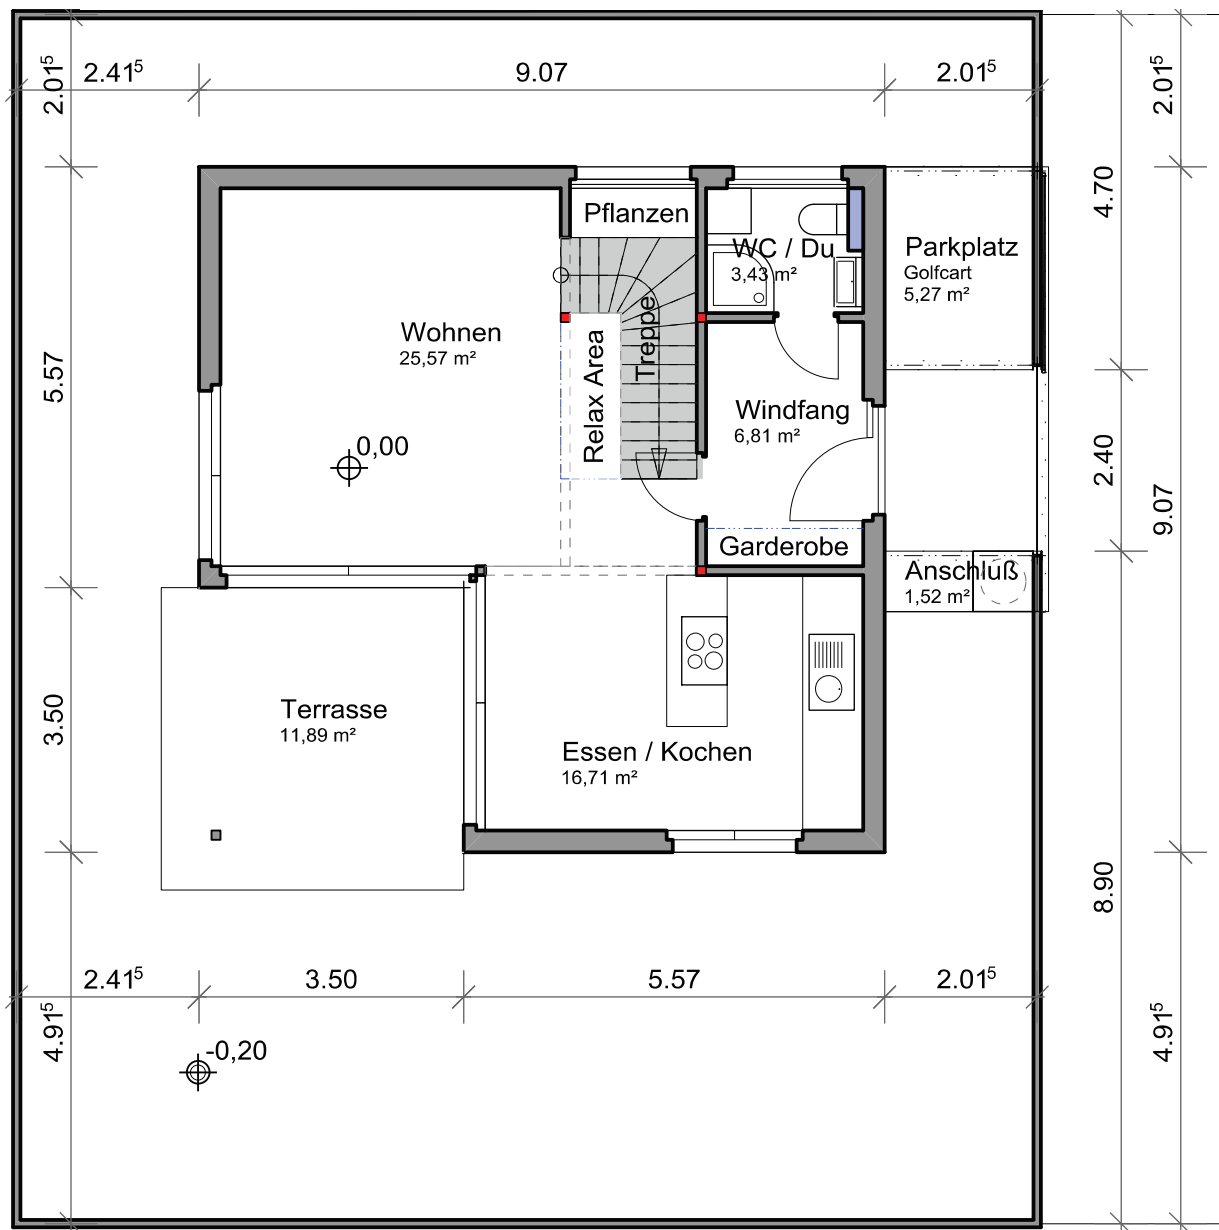 2.41⁵
9.07
2.01⁵
2.01⁵
2.01⁵
4.70
Pflanzen
WC / Du
3,43 m²
Parkplatz
Golfcart
5,27 m²
Wohnen
25,57 m²
Treppe
Relax Area
5.57
Windfang
6,81 m²
0,00
2.40
9.07
Garderobe
Anschluß
1,52 m²
3.50
Terrasse
11,89 m²
Essen / Kochen
16,71 m²
8.90
2.41⁵
3.50
5.57
2.01⁵
4.91⁵
4.91⁵
-0,20